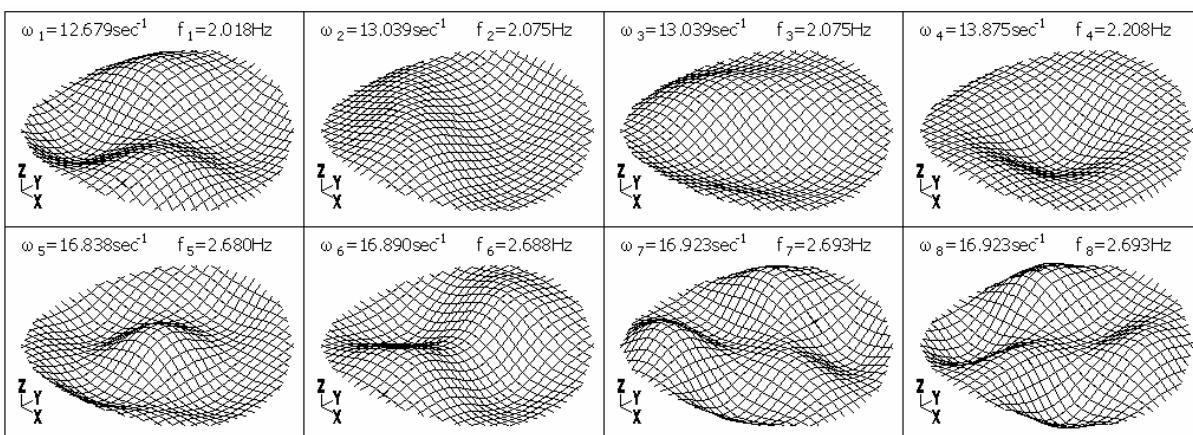 ω₁=12.679sec⁻¹ f₁=2.018Hz
ω₂=13.039sec⁻¹ f₂=2.075Hz
ω₃=13.039sec⁻¹ f₃=2.075Hz
ω₄=13.875sec⁻¹ f₄=2.208Hz
Z Y
X
Z Y
X
Z Y
X
Z Y
X
ω₅=16.838sec⁻¹ f₅=2.680Hz
ω₆=16.890sec⁻¹ f₆=2.688Hz
ω₇=16.923sec⁻¹ f₇=2.693Hz
ω₈=16.923sec⁻¹ f₈=2.693Hz
Z Y
X
Z Y
X
Z Y
X
Z Y
X